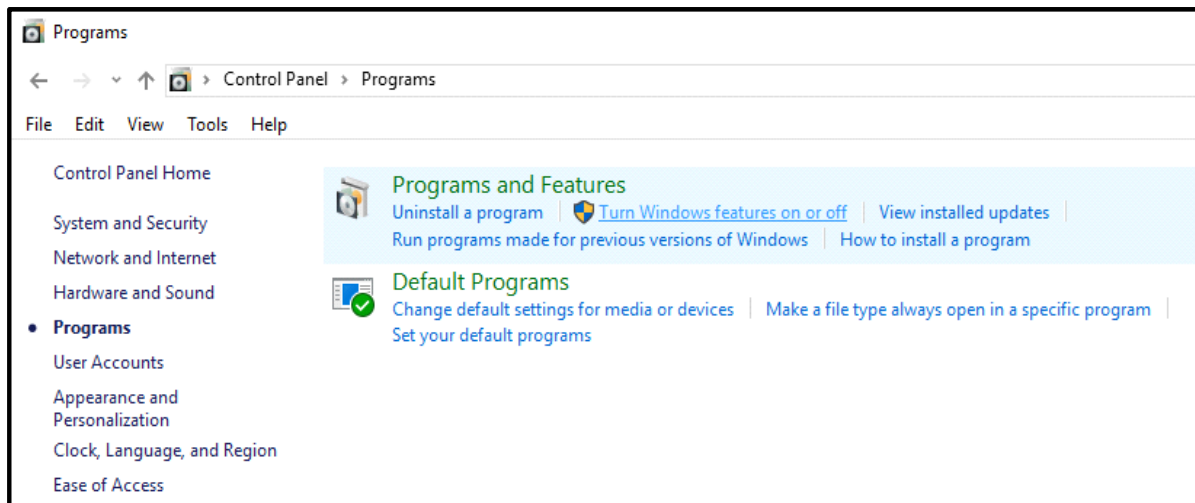 Programs
Control Panel > Programs
File Edit View Tools Help
Control Panel Home
System and Security
Network and Internet
Hardware and Sound
Programs
User Accounts
Appearance and
Personalization
Clock, Language, and Region
Ease of Access
Programs and Features
Uninstall a program | Turn Windows features on or off | View installed updates |
Run programs made for previous versions of Windows | How to install a program
Default Programs
Change default settings for media or devices | Make a file type always open in a specific program |
Set your default programs